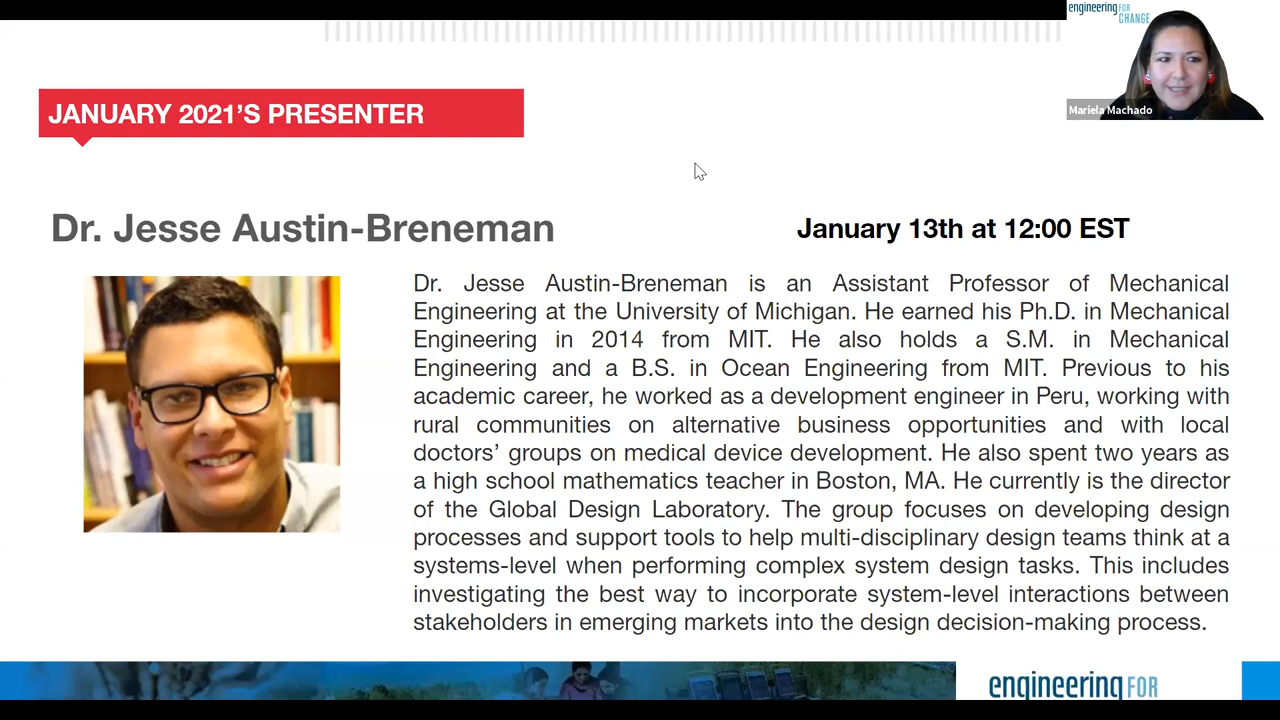 engineering FOR
CHANGE
Mariela Machado
JANUARY 2021'S PRESENTER
Dr. Jesse Austin-Breneman
January 13th at 12:00 EST
Dr. Jesse Austin-Breneman is an Assistant Professor of Mechanical
Engineering at the University of Michigan. He earned his Ph.D. in Mechanical
Engineering in 2014 from MIT. He also holds a S.M. in Mechanical
Engineering and a B.S. in Ocean Engineering from MIT. Previous to his
academic career, he worked as a development engineer in Peru, working with
rural communities on alternative business opportunities and with local
doctors' groups on medical device development. He also spent two years as
a high school mathematics teacher in Boston, MA. He currently is the director
of the Global Design Laboratory. The group focuses on developing design
processes and support tools to help multi-disciplinary design teams think at a
systems-level when performing complex system design tasks. This includes
investigating the best way to incorporate system-level interactions between
stakeholders in emerging markets into the design decision-making process.
engineering FOR